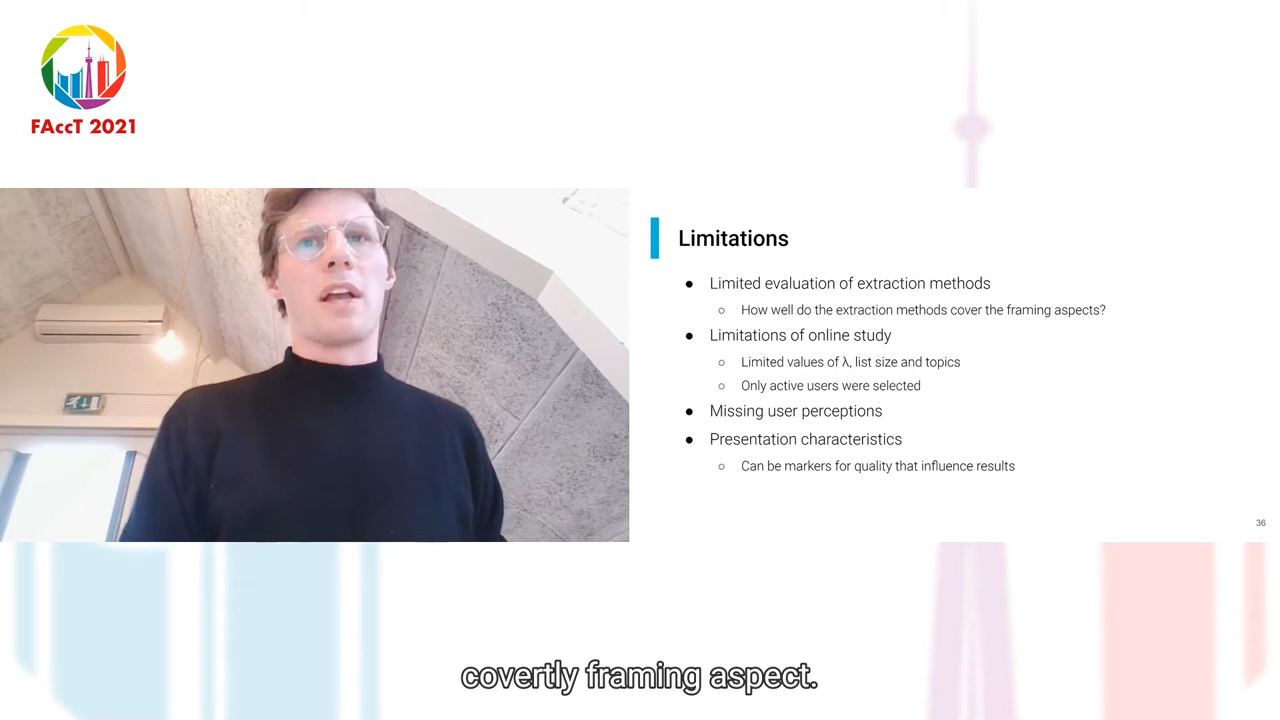 FAccT 2021
Limitations
● Limited evaluation of extraction methods
○ How well do the extraction methods cover the framing aspects?
● Limitations of online study
○ Limited values of λ, list size and topics
○ Only active users were selected
● Missing user perceptions
● Presentation characteristics
○ Can be markers for quality that influence results
36
covertly framing aspect.